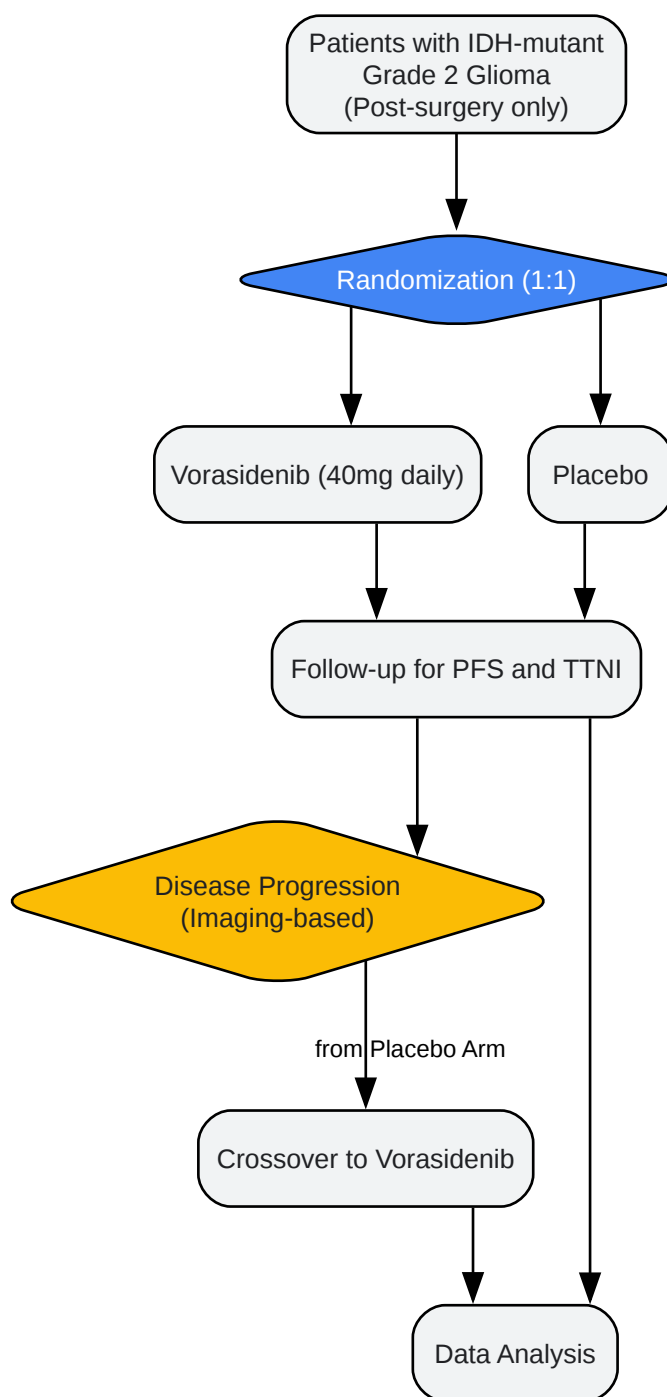 Patients with IDH-mutant
Grade 2 Glioma
(Post-surgery only)
Randomization (1:1)
Vorasidenib (40mg daily)
Placebo
Follow-up for PFS and TTNI
Disease Progression
(Imaging-based)
from Placebo Arm
Crossover to Vorasidenib
Data Analysis